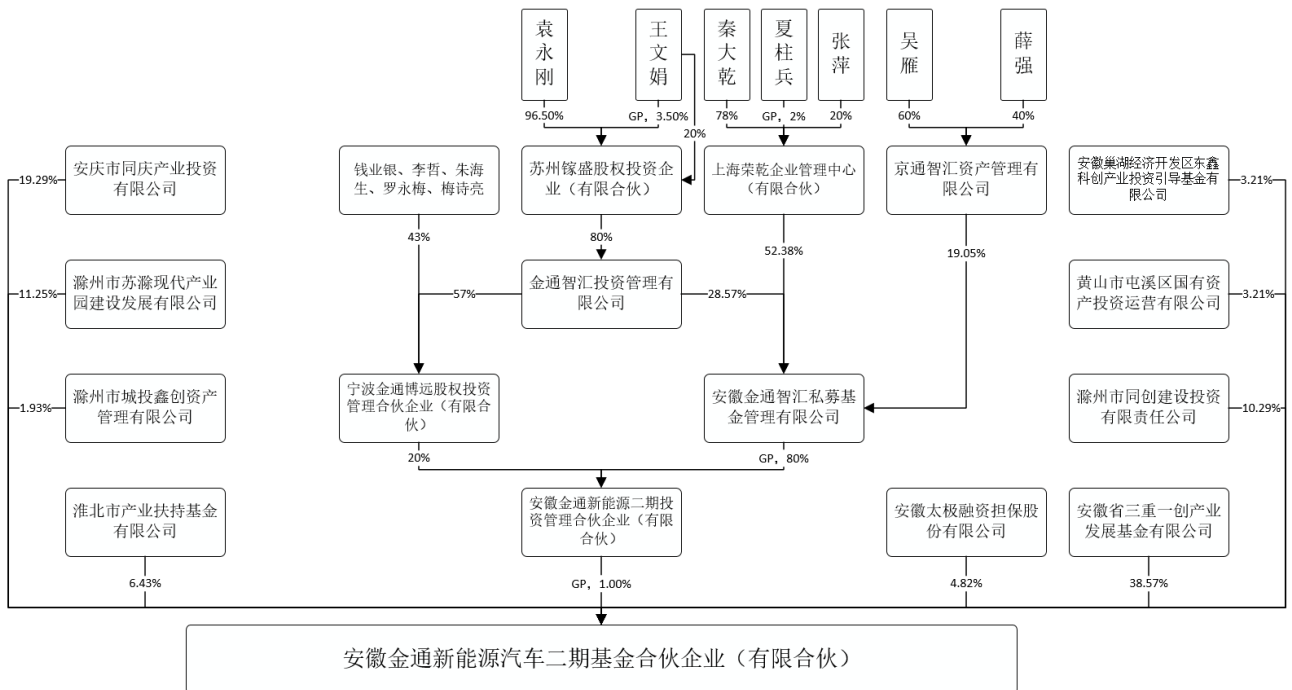 袁永刚
王文娟
秦大乾
夏柱兵
张萍
吴雁
薛强
96.50%
GP，3.50%
20%
78%
GP，2%
20%
60%
40%
安庆市同庆产业投资
有限公司
钱业银、李哲、朱海
生、罗永梅、梅诗亮
苏州镓盛股权投资企
业（有限合伙）
上海荣乾企业管理中心
（有限合伙）
京通智汇资产管理有
限公司
安徽巢湖经济开发区东鑫
科创产业投资引导基金有
限公司
19.29%
3.21%
43%
80%
52.38%
19.05%
滁州市苏滁现代产业
园建设发展有限公司
金通智汇投资管理有
限公司
黄山市屯溪区国有资
产投资运营有限公司
11.25%
57%
28.57%
3.21%
滁州市城投鑫创资产
管理有限公司
宁波金通博远股权投资
管理合伙企业（有限合
伙）
安徽金通智汇私募基
金管理有限公司
滁州市同创建设投资
有限责任公司
1.93%
10.29%
20%
GP，80%
淮北市产业扶持基金
有限公司
安徽金通新能源二期投
资管理合伙企业（有限
合伙）
安徽太极融资担保股
份有限公司
安徽省三重一创产业
发展基金有限公司
6.43%
GP，1.00%
4.82%
38.57%
安徽金通新能源汽车二期基金合伙企业（有限合伙）